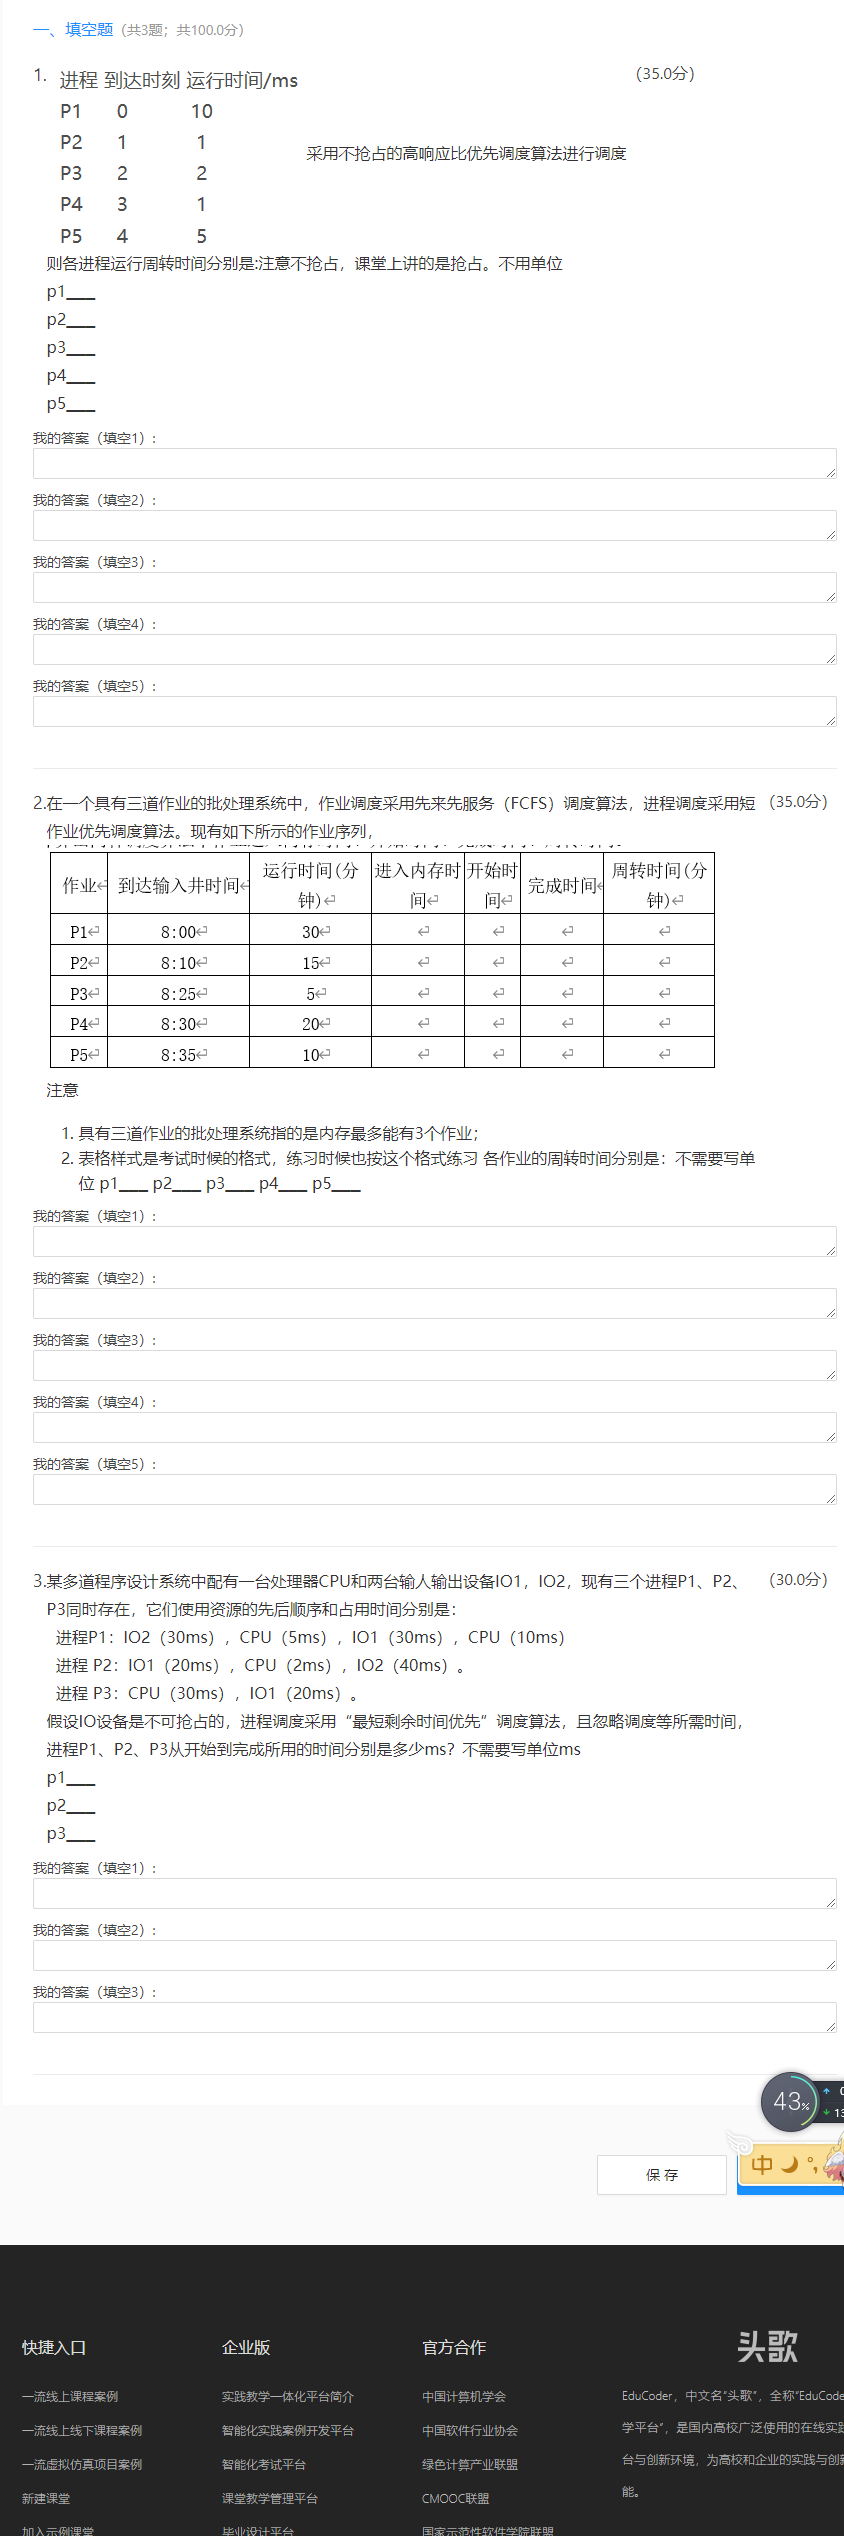 一、填空题（共3题；共100.0分）
1. 进程 到达时刻 运行时间/ms （35.0分）
P1 0 10
P2 1 1
采用不抢占的高响应比优先调度算法进行调度
P3 2 2
P4 3 1
P5 4 5
则各进程运行周转时间分别是:注意不抢占，课堂上讲的是抢占。不用单位
p1___
p2___
p3___
p4___
p5___
我的答案（填空1）:
我的答案（填空2）:
我的答案（填空3）:
我的答案（填空4）:
我的答案（填空5）:
2.在一个具有三道作业的批处理系统中，作业调度采用先来先服务（FCFS）调度算法，进程调度采用短 （35.0分）
作业优先调度算法。现有如下所示的作业序列，
作业 到达输入井时间 运行时间(分钟) 进入内存时间 开始时间 完成时间 周转时间(分钟)
P1 8:00 30
P2 8:10 15
P3 8:25 5
P4 8:30 20
P5 8:35 10
注意
1. 具有三道作业的批处理系统指的是内存最多能有3个作业；
2. 表格样式是考试时候的格式，练习时候也按这个格式练习 各作业的周转时间分别是：不需要写单
位 p1___ p2___ p3___ p4___ p5___
我的答案（填空1）:
我的答案（填空2）:
我的答案（填空3）:
我的答案（填空4）:
我的答案（填空5）:
3.某多道程序设计系统中配有一台处理器CPU和两台输人输出设备IO1，IO2，现有三个进程P1、P2、 （30.0分）
P3同时存在，它们使用资源的先后顺序和占用时间分别是：
进程P1：IO2（30ms），CPU（5ms），IO1（30ms），CPU（10ms）
进程 P2：IO1（20ms），CPU（2ms），IO2（40ms）。
进程 P3：CPU（30ms），IO1（20ms）。
假设IO设备是不可抢占的，进程调度采用“最短剩余时间优先”调度算法，且忽略调度等所需时间，
进程P1、P2、P3从开始到完成所用的时间分别是多少ms？不需要写单位ms
p1___
p2___
p3___
我的答案（填空1）:
我的答案（填空2）:
我的答案（填空3）:
43%
保 存
中
快捷入口 企业版 官方合作 头歌
一流线上课程案例 实践教学一体化平台简介 中国计算机学会 EduCoder，中文名“头歌”，全称“EduCode
一流线上线下课程案例 智能化实践案例开发平台 中国软件行业协会 学平台”，是国内高校广泛使用的在线实践
一流虚拟仿真项目案例 智能化考试平台 绿色计算产业联盟 台与创新环境，为高校和企业的实践与创新
新建课堂 课堂教学管理平台 CMOOC联盟 能。
加入示例课堂 毕业设计平台 国家示范性软件学院联盟